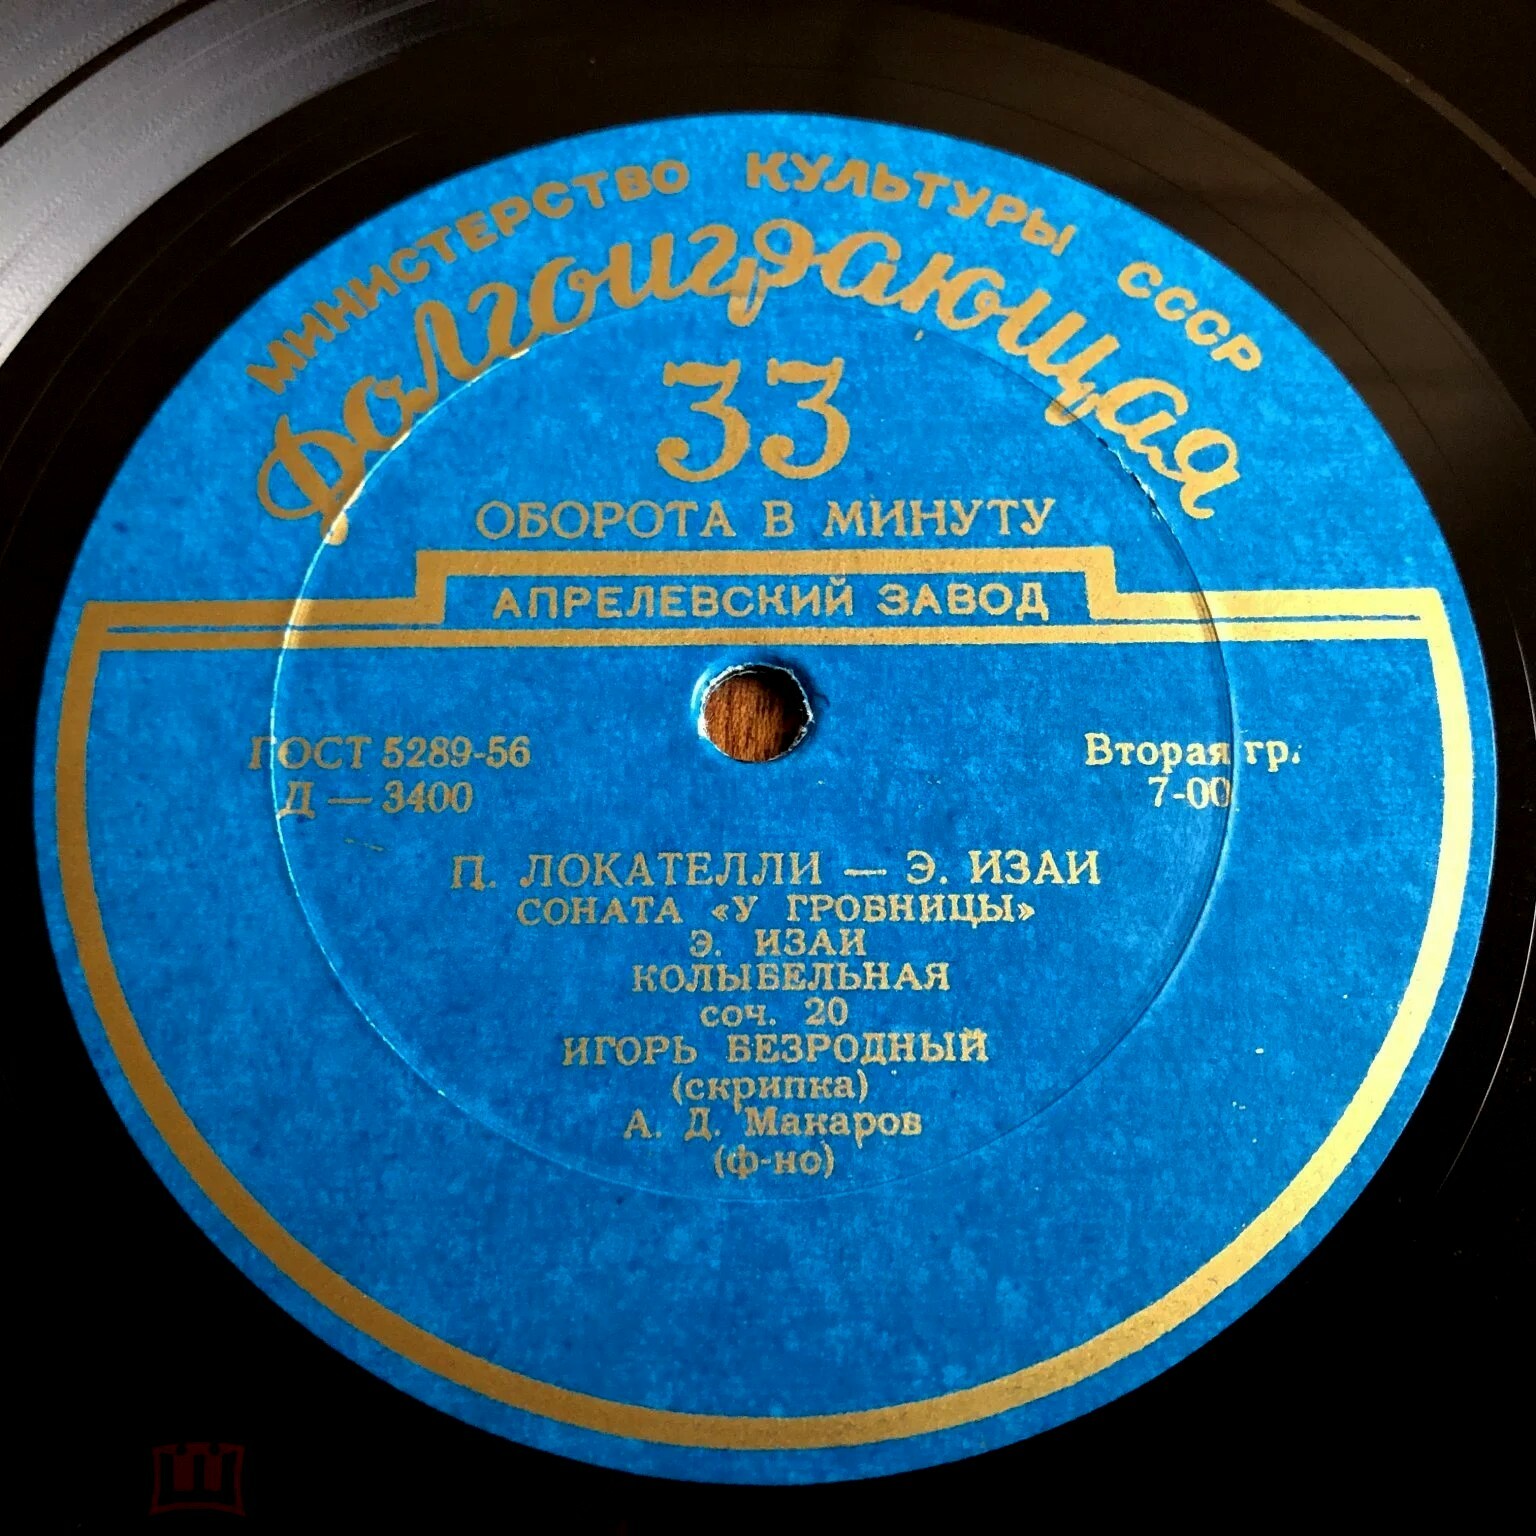 МИНИСТЕРСТВО КУЛЬТУРЫ СССР
Долгоиграющая
33
ОБОРОТА В МИНУТУ
АПРЕЛЕВСКИЙ ЗАВОД
ГОСТ 5289-56
Д — 3400
Вторая гр.
7-00
П. ЛОКАТЕЛЛИ — Э. ИЗАИ
СОНАТА «У ГРОБНИЦЫ»
Э. ИЗАИ
КОЛЫБЕЛЬНАЯ
соч. 20
ИГОРЬ БЕЗРОДНЫЙ
(скрипка)
А. Д. Макаров
(ф-но)